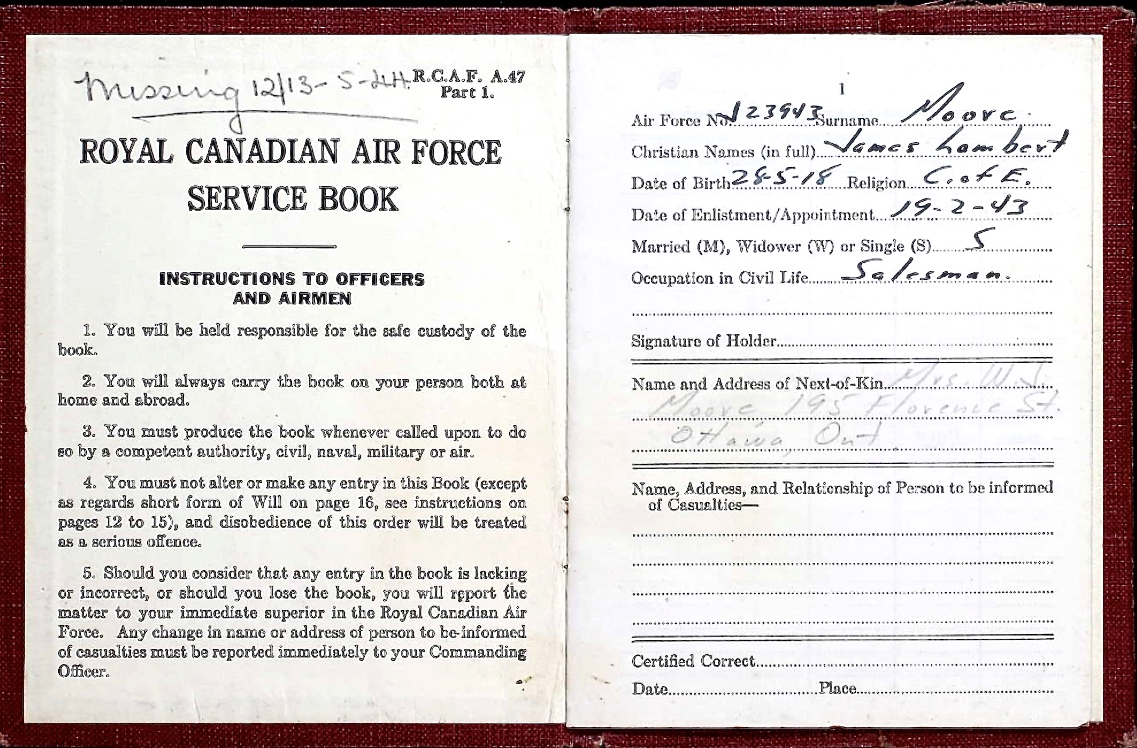 Missing 12/13-5-44. R.C.A.F. A.47
Part 1.
ROYAL CANADIAN AIR FORCE
SERVICE BOOK
INSTRUCTIONS TO OFFICERS
AND AIRMEN
1. You will be held responsible for the safe custody of the
book.
2. You will always carry the book on your person both at
home and abroad.
3. You must produce the book whenever called upon to do
so by a competent authority, civil, naval, military or air.
4. You must not alter or make any entry in this Book (except
as regards short form of Will on page 16, see instructions on
pages 12 to 15), and disobedience of this order will be treated
as a serious offence.
5. Should you consider that any entry in the book is lacking
or incorrect, or should you lose the book, you will report the
matter to your immediate superior in the Royal Canadian Air
Force. Any change in name or address of person to be informed
of casualties must be reported immediately to your Commanding
Officer.
1
Air Force No. J23943 Surname Moore.
Christian Names (in full) James Lambert
Date of Birth 28-5-18 Religion C. of E.
Date of Enlistment/Appointment 19-2-43
Married (M), Widower (W) or Single (S) S
Occupation in Civil Life Salesman.
Signature of Holder
Name and Address of Next-of-Kin Mrs. W. J.
Moore 195 Florence St.
Ottawa, Ont
Name, Address, and Relationship of Person to be informed
of Casualties—
Certified Correct
Date Place